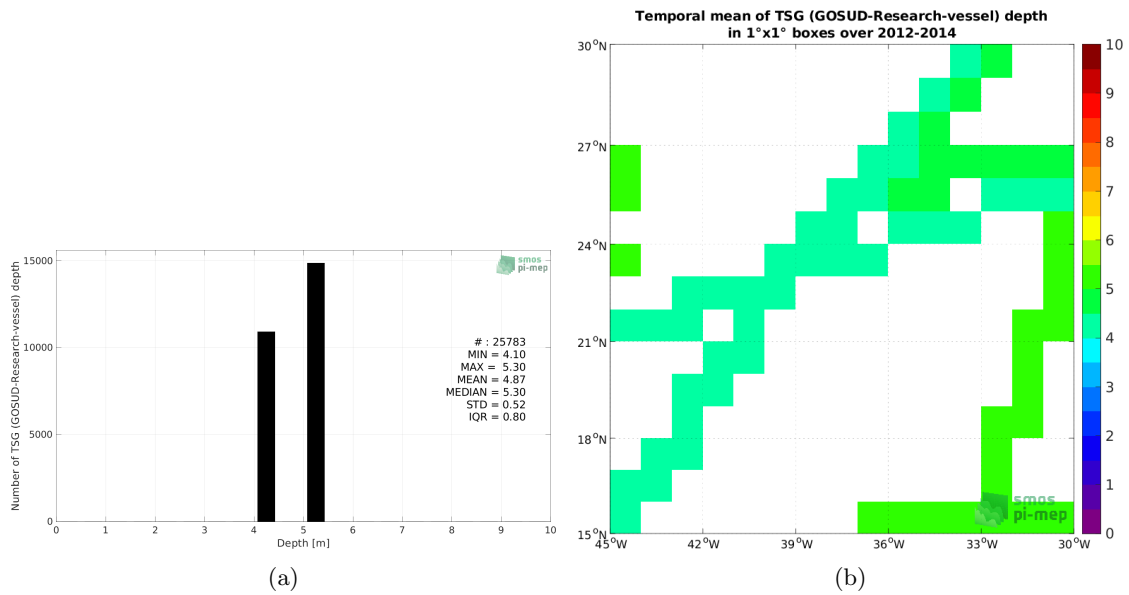 Number of TSG (GOSUD-Research-vessel) depth
15000
10000
5000
0
0 1 2 3 4 5 6 7 8 9 10
Depth [m]
smos
pi-mep
# : 25783
MIN = 4.10
MAX = 5.30
MEAN = 4.87
MEDIAN = 5.30
STD = 0.52
IQR = 0.80
(a)
Temporal mean of TSG (GOSUD-Research-vessel) depth
in 1°x1° boxes over 2012-2014
30°N
27°N
24°N
21°N
18°N
15°N
45°W 42°W 39°W 36°W 33°W 30°W
smos
pi-mep
10
9
8
7
6
5
4
3
2
1
0
(b)